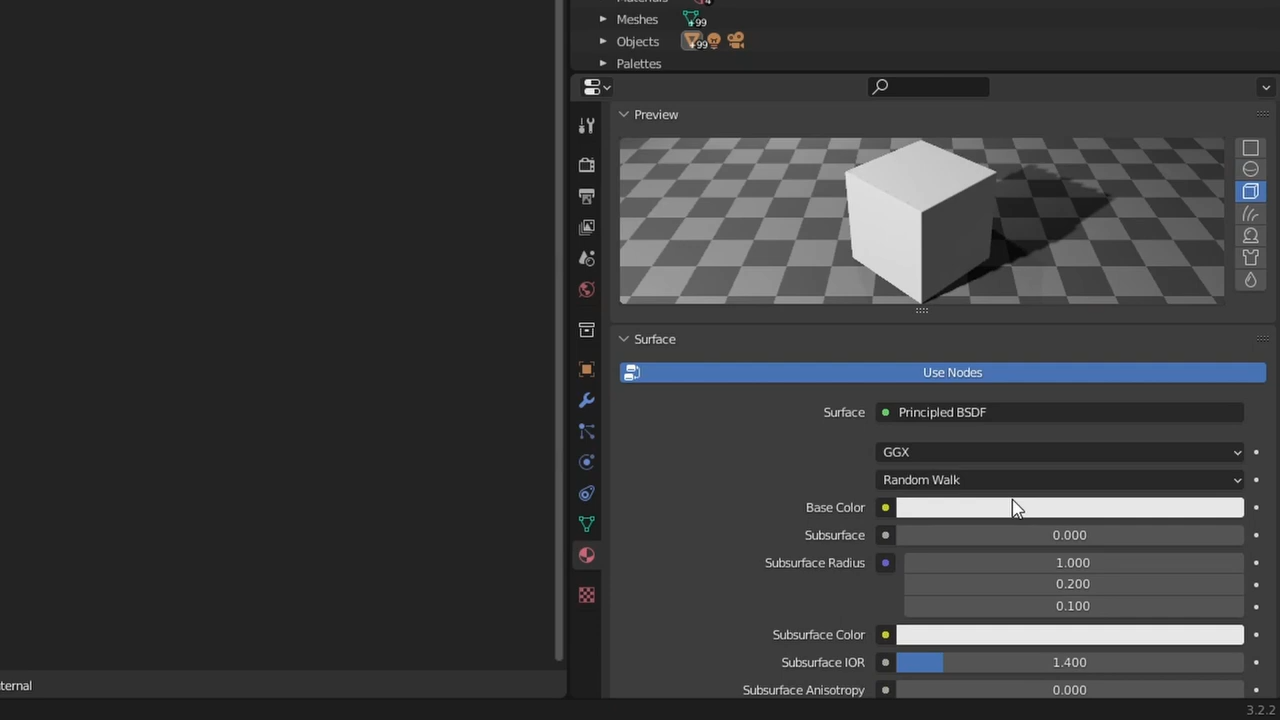 Meshes +99
Objects +99
Palettes
Preview
Surface
Use Nodes
Surface Principled BSDF
GGX
Random Walk
Base Color
Subsurface 0.000
Subsurface Radius 1.000
0.200
0.100
Subsurface Color
Subsurface IOR 1.400
ternal
Subsurface Anisotropy 0.000
3.2.2